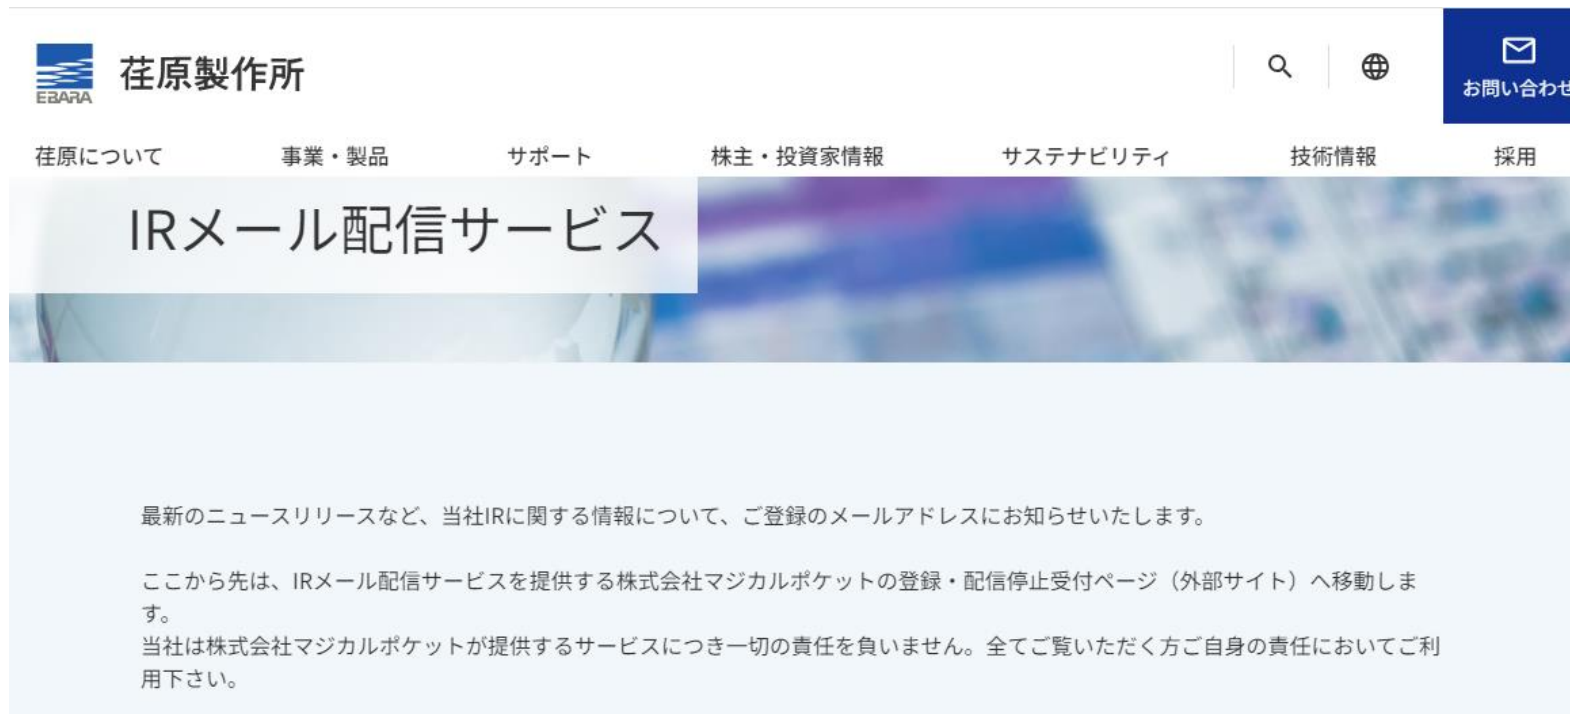 EBARA
荏原製作所
お問い合わせ
荏原について 事業・製品 サポート 株主・投資家情報 サステナビリティ 技術情報 採用
IRメール配信サービス
最新のニュースリリースなど、当社IRに関する情報について、ご登録のメールアドレスにお知らせいたします。
ここから先は、IRメール配信サービスを提供する株式会社マジカルポケットの登録・配信停止受付ページ（外部サイト）へ移動しま
す。
当社は株式会社マジカルポケットが提供するサービスにつき一切の責任を負いません。全てご覧いただく方ご自身の責任においてご利
用下さい。